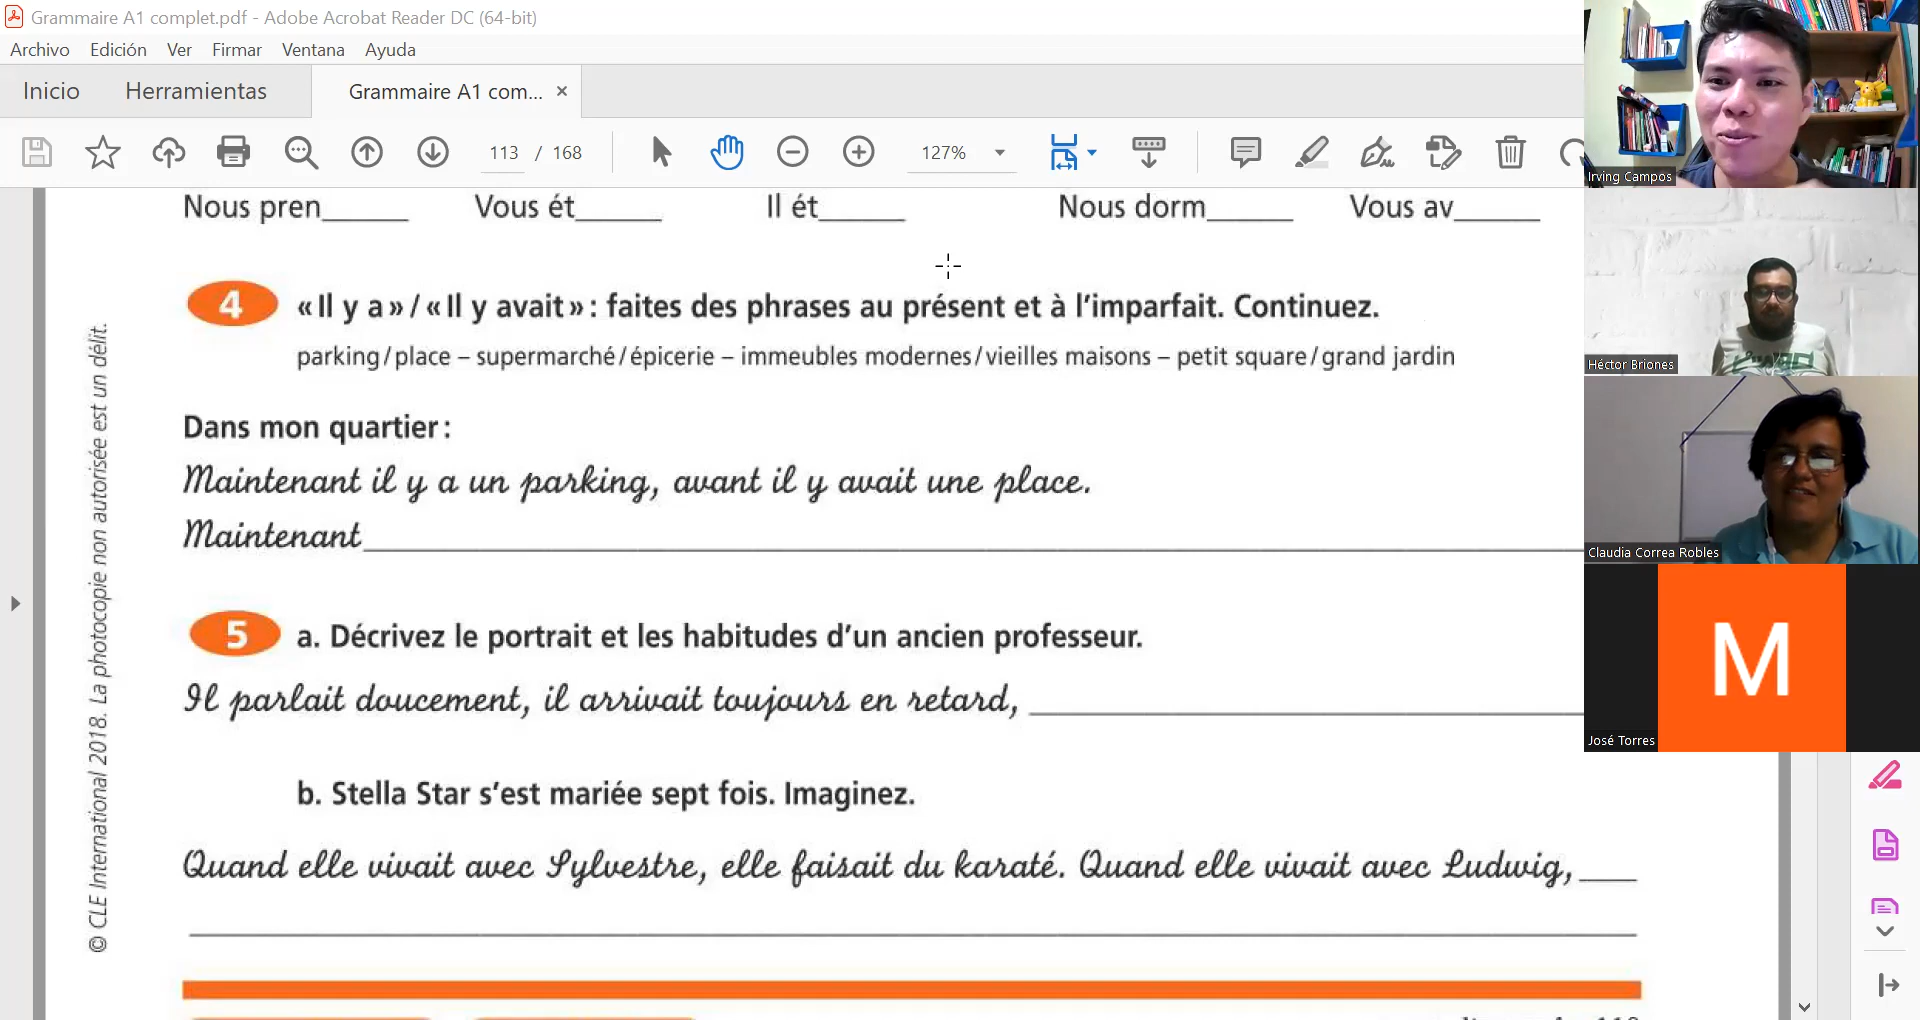 Grammaire A1 complet.pdf - Adobe Acrobat Reader DC (64-bit)
Archivo Edición Ver Firmar Ventana Ayuda
Inicio Herramientas Grammaire A1 com... ×
113 / 168 127%
Nous pren______ Vous ét______ Il ét______ Nous dorm______ Vous av______
4 « Il y a » / « Il y avait » : faites des phrases au présent et à l'imparfait. Continuez.
parking / place – supermarché / épicerie – immeubles modernes / vieilles maisons – petit square / grand jardin
Dans mon quartier :
Maintenant il y a un parking, avant il y avait une place.
Maintenant
5 a. Décrivez le portrait et les habitudes d'un ancien professeur.
Il parlait doucement, il arrivait toujours en retard,
b. Stella Star s'est mariée sept fois. Imaginez.
Quand elle vivait avec Sylvestre, elle faisait du karaté. Quand elle vivait avec Ludwig,
© CLE International 2018. La photocopie non autorisée est un délit.
Irving Campos
Héctor Briones
Claudia Correa Robles
M
José Torres